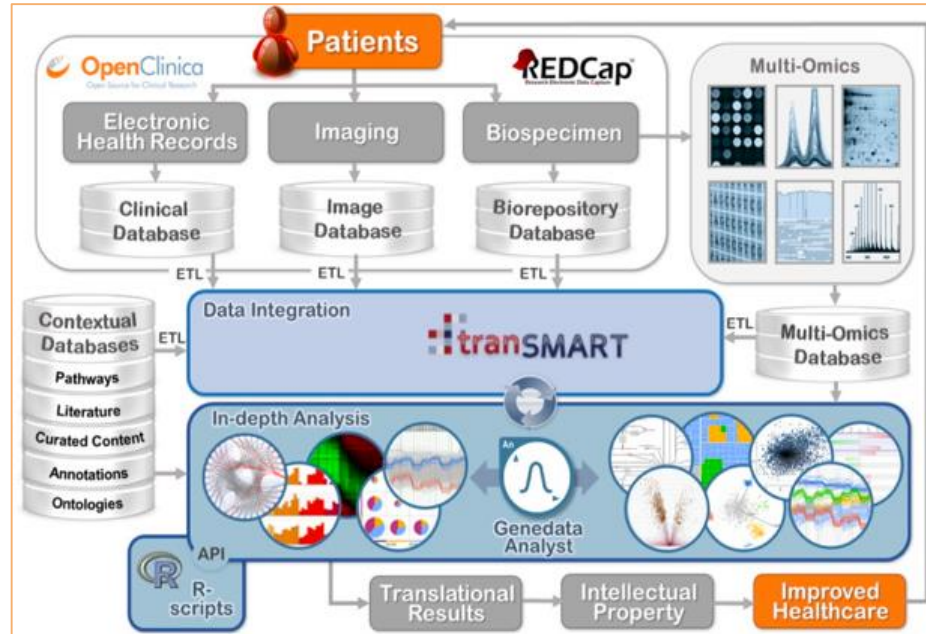 Patients
OpenClinica
Open Source for Clinical Research
REDCap
Research Electronic Data Capture
Multi-Omics
Electronic
Health Records
Imaging
Biospecimen
Clinical
Database
Image
Database
Biorepository
Database
ETL
ETL
ETL
Data Integration
tranSMART
Contextual
Databases
ETL
ETL
Multi-Omics
Database
Pathways
Literature
Curated Content
Annotations
Ontologies
In-depth Analysis
An
Genedata
Analyst
API
R
R-
scripts
Translational
Results
Intellectual
Property
Improved
Healthcare